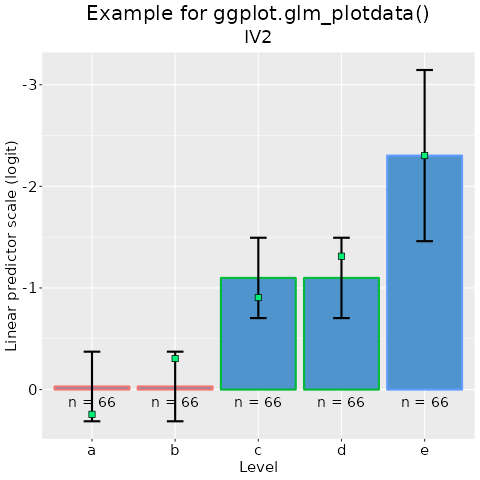 Example for ggplot.glm_plotdata()
IV2
Linear predictor scale (logit)
-3
-2
-1
0
n = 66 n = 66 n = 66 n = 66 n = 66
a b c d e
Level